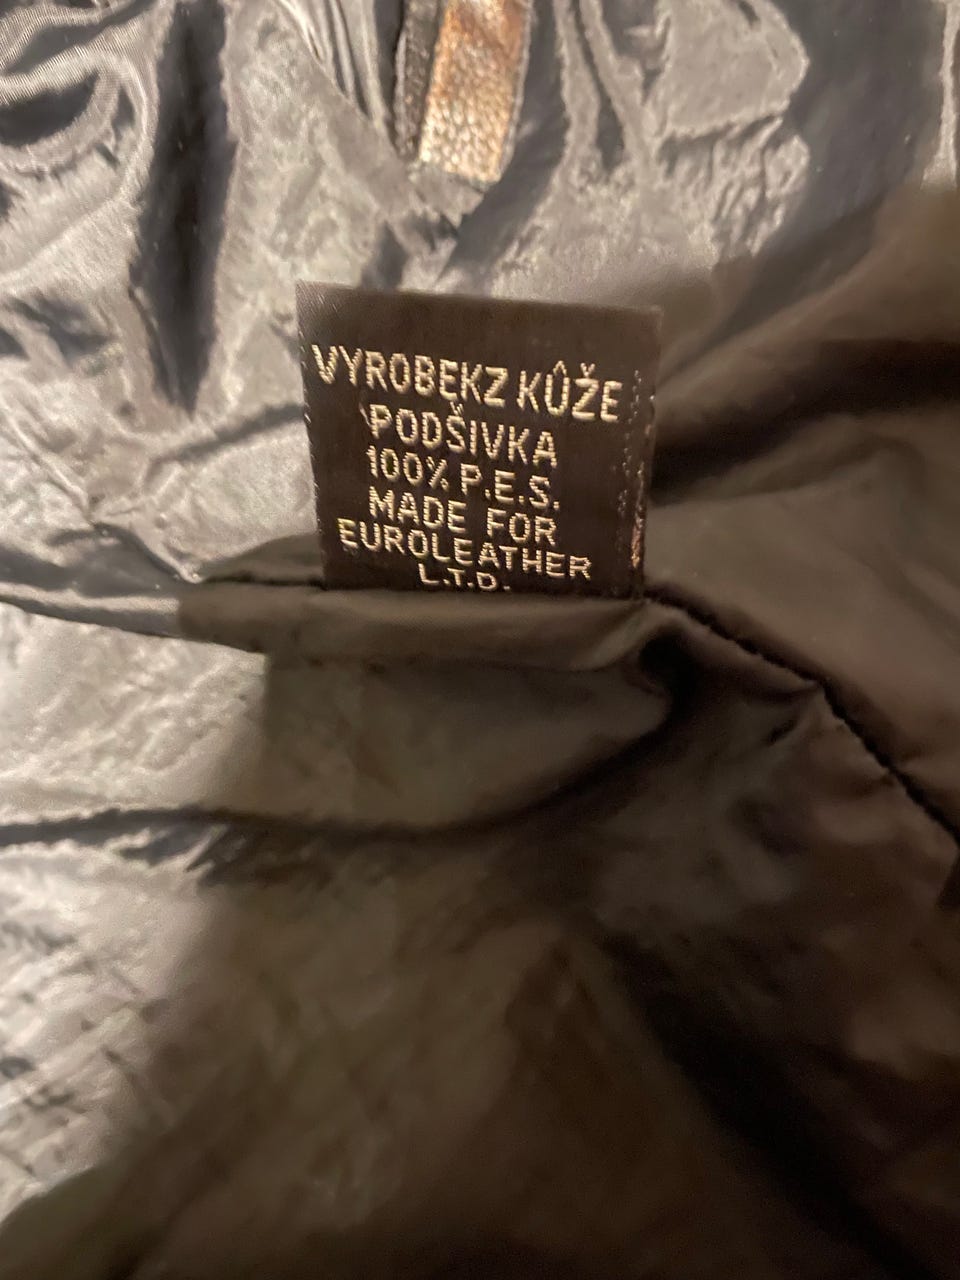 VYROBEKZ KŮŽE
PODŠIVKA
100% P.E.S.
MADE FOR
EUROLEATHER
L.T.D.